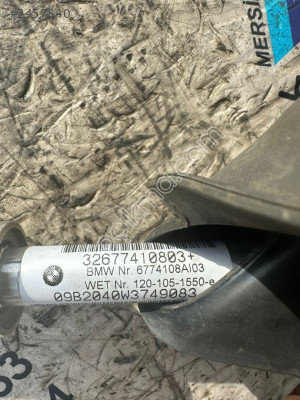 32677410803+
BMW Nr. 6774108AI03
WET Nr. 120-105-1550-e
09B2040W3749083
MERSİ